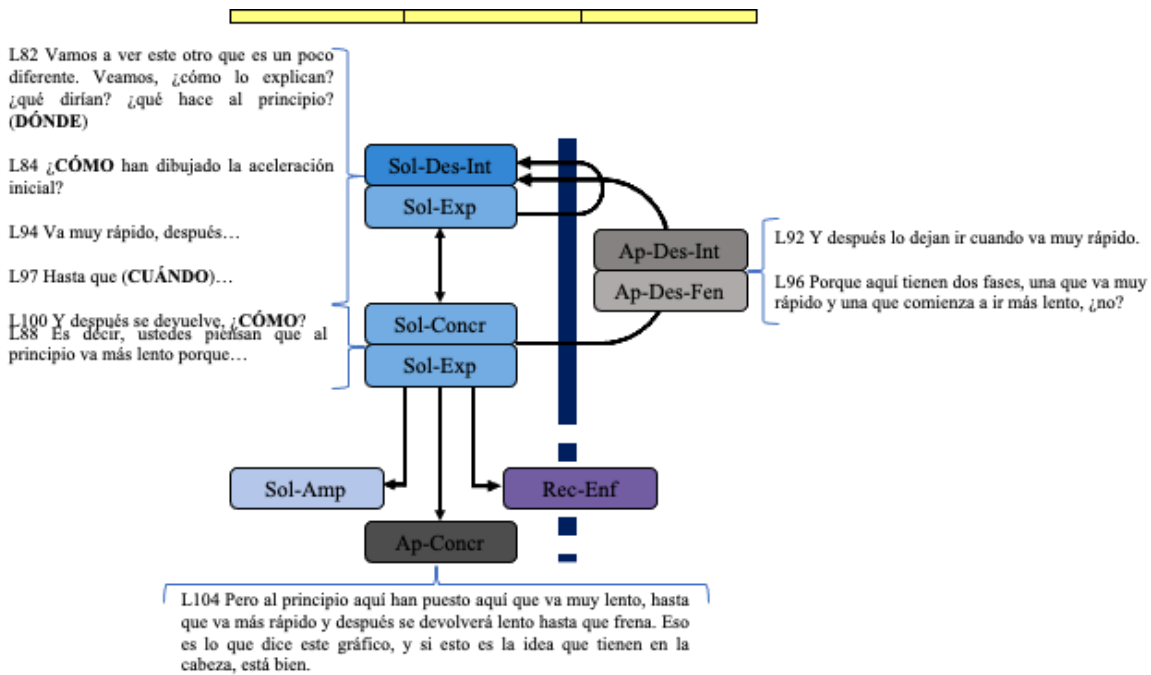 L82 Vamos a ver este otro que es un poco
diferente. Veamos, ¿cómo lo explican?
¿qué dirían? ¿qué hace al principio?
(DÓNDE)
L84 ¿CÓMO han dibujado la aceleración
inicial?
L94 Va muy rápido, después…
L97 Hasta que (CUÁNDO)…
L100 Y después se devuelve, ¿CÓMO?
L88 Es decir, ustedes piensan que al
principio va más lento porque…
Sol-Des-Int
Sol-Exp
Ap-Des-Int
Ap-Des-Fen
L92 Y después lo dejan ir cuando va muy rápido.
L96 Porque aquí tienen dos fases, una que va muy
rápido y una que comienza a ir más lento, ¿no?
Sol-Concr
Sol-Exp
Sol-Amp
Rec-Enf
Ap-Concr
L104 Pero al principio aquí han puesto aquí que va muy lento, hasta
que va más rápido y después se devolverá lento hasta que frena. Eso
es lo que dice este gráfico, y si esto es la idea que tienen en la
cabeza, está bien.